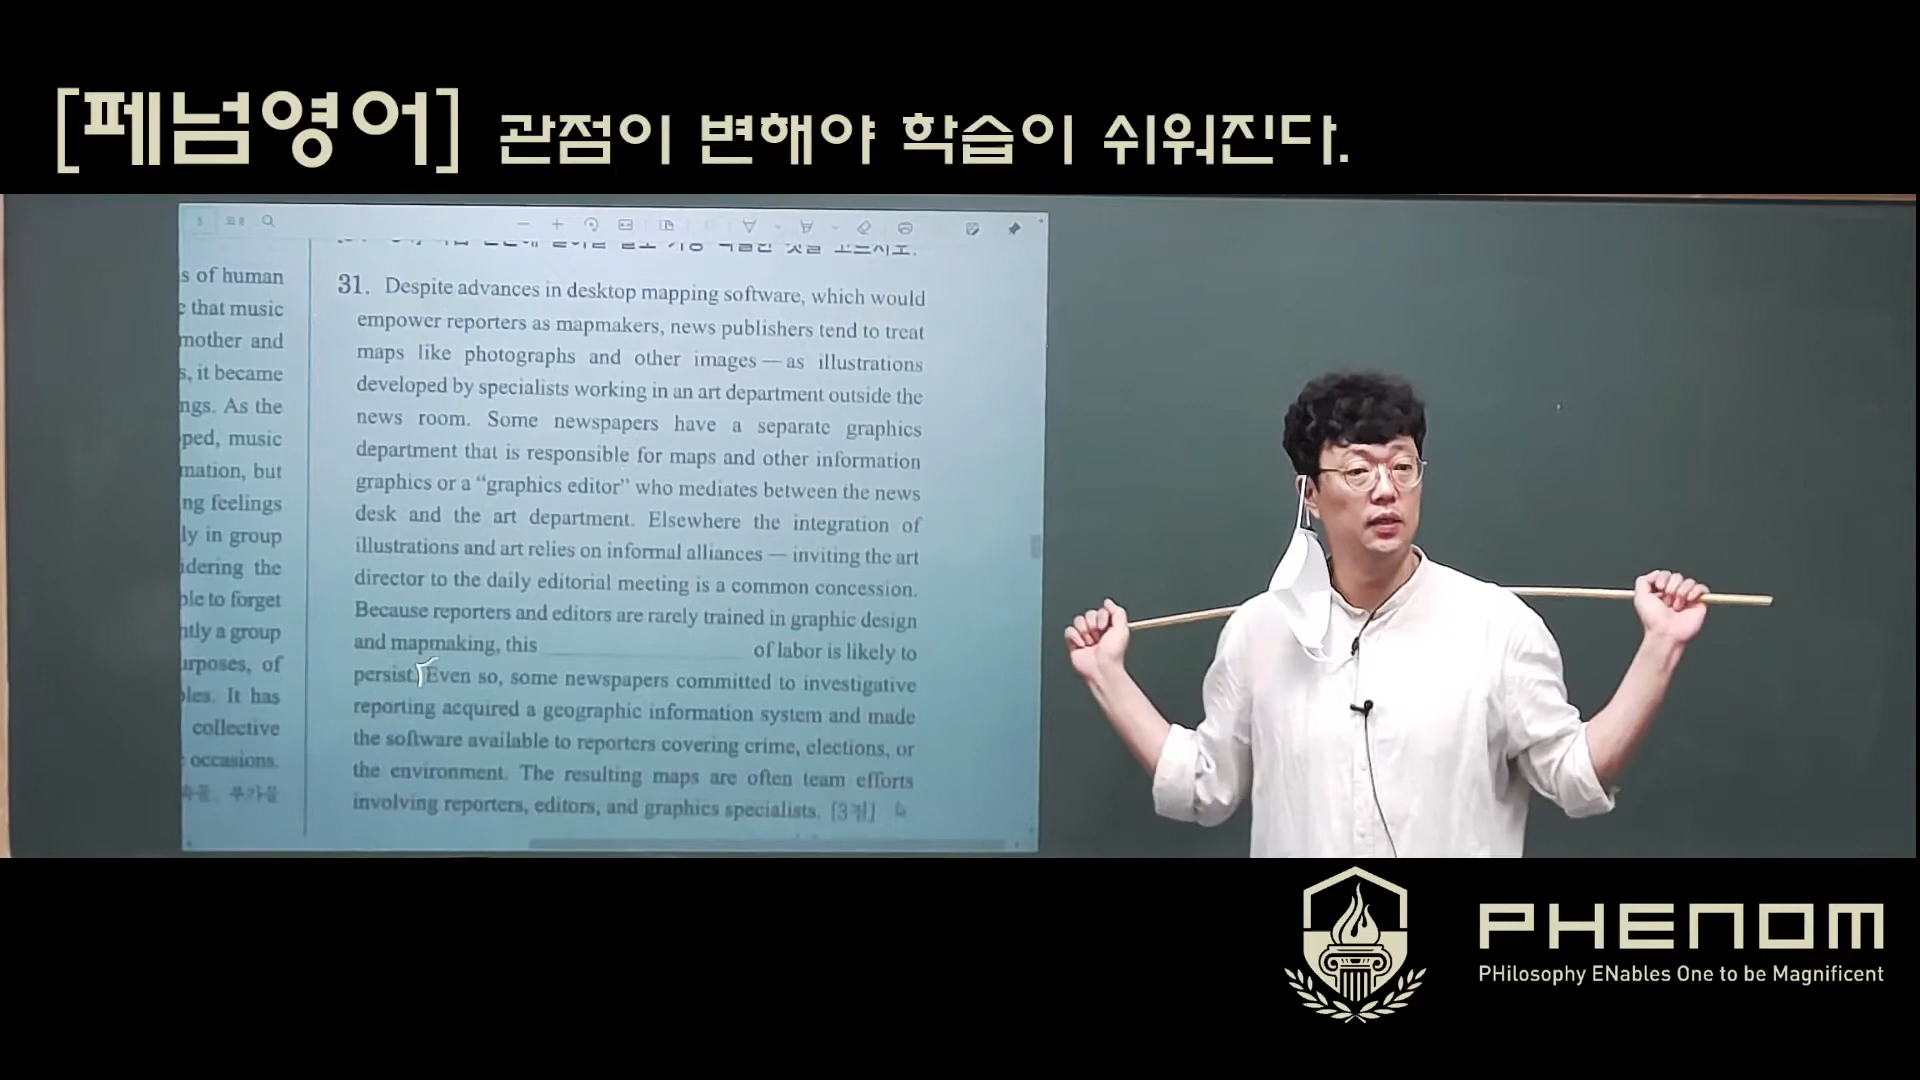 [페넘영어] 관점이 변해야 학습이 쉬워진다.
s of human
that music
mother and
s, it became
ngs. As the
ped, music
mation, but
ng feelings
ly in group
idering the
ble to forget
ntly a group
urposes, of
ples. It has
collective
occasions.
31. Despite advances in desktop mapping software, which would
empower reporters as mapmakers, news publishers tend to treat
maps like photographs and other images — as illustrations
developed by specialists working in an art department outside the
news room. Some newspapers have a separate graphics
department that is responsible for maps and other information
graphics or a “graphics editor” who mediates between the news
desk and the art department. Elsewhere the integration of
illustrations and art relies on informal alliances — inviting the art
director to the daily editorial meeting is a common concession.
Because reporters and editors are rarely trained in graphic design
and mapmaking, this ____________ of labor is likely to
persist. Even so, some newspapers committed to investigative
reporting acquired a geographic information system and made
the software available to reporters covering crime, elections, or
the environment. The resulting maps are often team efforts
involving reporters, editors, and graphics specialists. [3점]
PHENOM
PHilosophy ENables One to be Magnificent